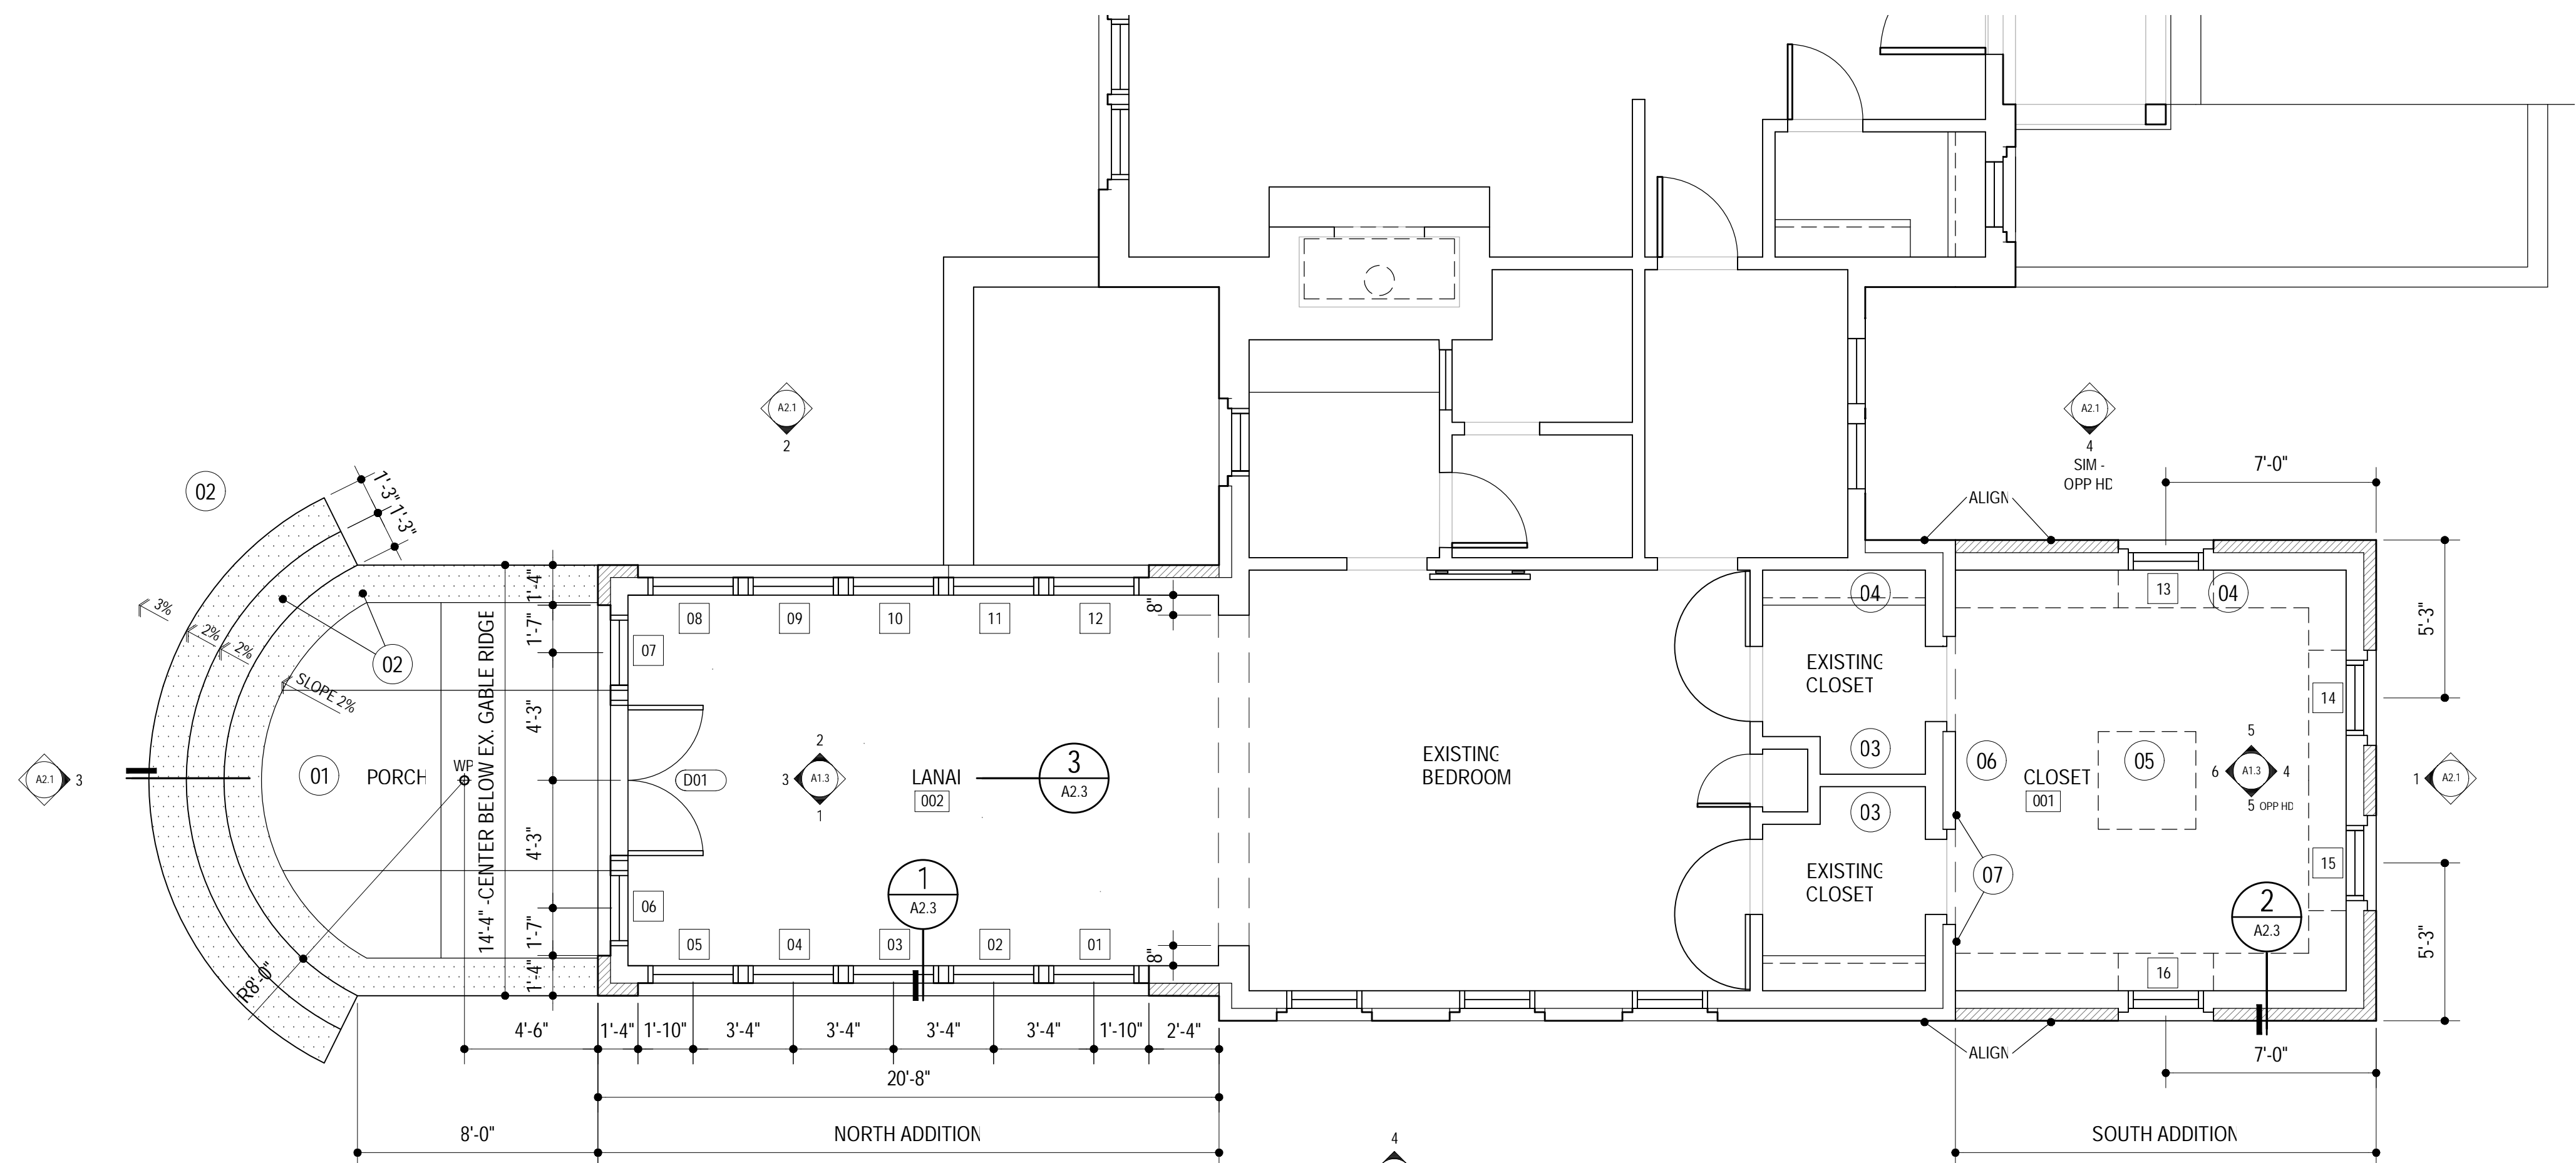 A2.1
2
A2.1
4
SIM -
OPP HD
7'-0"
ALIGN
02
1'-3"
1'-3"
3%
2%
2%
SLOPE 2%
02
01
PORCH
WP
R8'-0"
A2.1
3
14'-4" -CENTER BELOW EX. GABLE RIDGE
1'-4"
1'-7"
4'-3"
4'-3"
1'-7"
1'-4"
08
09
10
11
12
07
8"
D01
2
3
A1.3
1
LANAI
002
3
A2.3
1
A2.3
06
05
04
03
02
01
8"
EXISTING
BEDROOM
04
EXISTING
CLOSET
03
03
EXISTING
CLOSET
13
04
14
06
CLOSET
001
05
5
6
A1.3
4
5 OPP HD
07
15
2
A2.3
16
5'-3"
1
A2.1
5'-3"
4'-6"
1'-4"
1'-10"
3'-4"
3'-4"
3'-4"
3'-4"
1'-10"
2'-4"
ALIGN
7'-0"
20'-8"
8'-0"
NORTH ADDITION
4
SOUTH ADDITION